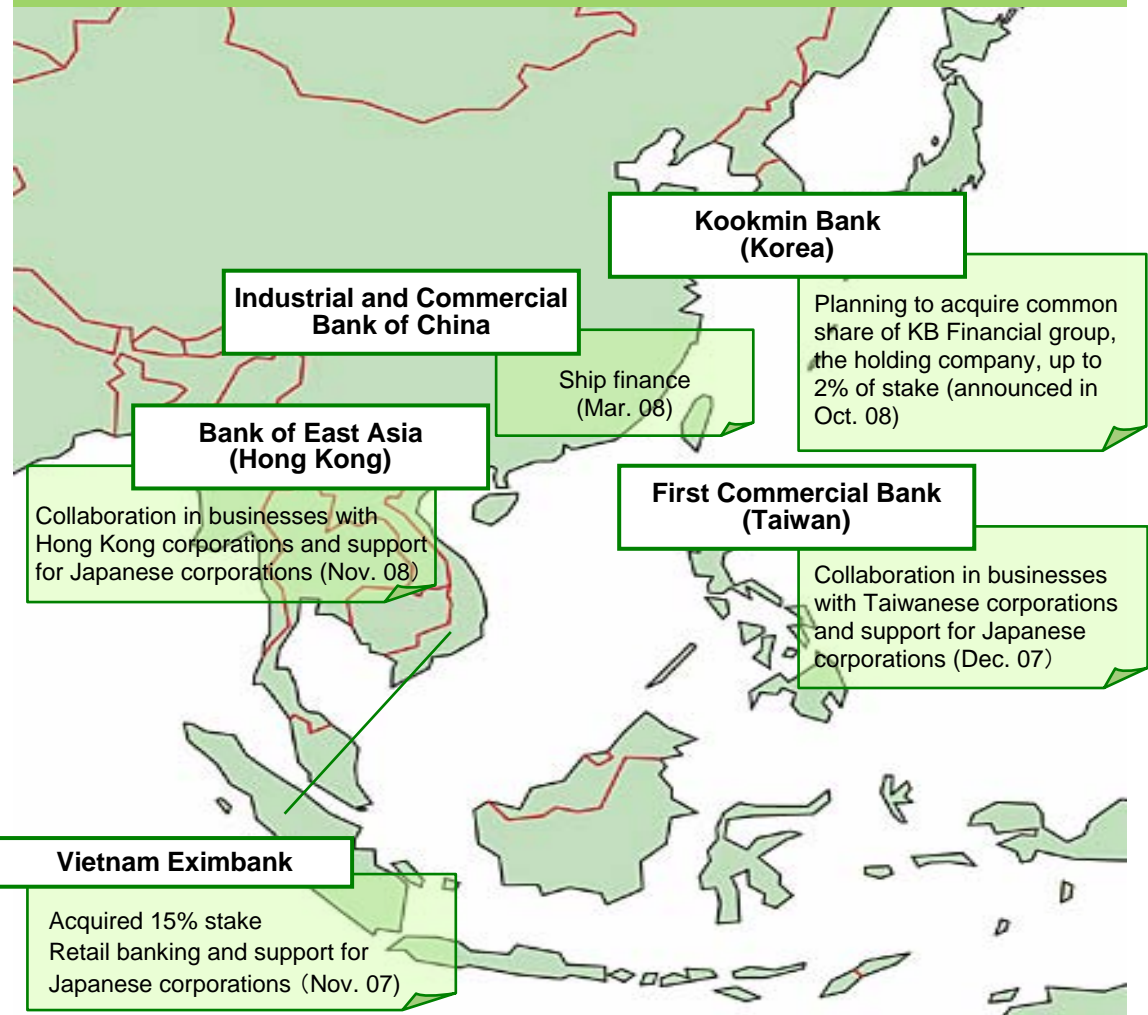 Kookmin Bank
(Korea)
Planning to acquire common
share of KB Financial group,
the holding company, up to
2% of stake (announced in
Oct. 08)
Industrial and Commercial
Bank of China
Ship finance
(Mar. 08)
Bank of East Asia
(Hong Kong)
Collaboration in businesses with
Hong Kong corporations and support
for Japanese corporations (Nov. 08）
First Commercial Bank
(Taiwan)
Collaboration in businesses
with Taiwanese corporations
and support for Japanese
corporations (Dec. 07）
Vietnam Eximbank
Acquired 15% stake
Retail banking and support for
Japanese corporations（Nov. 07)